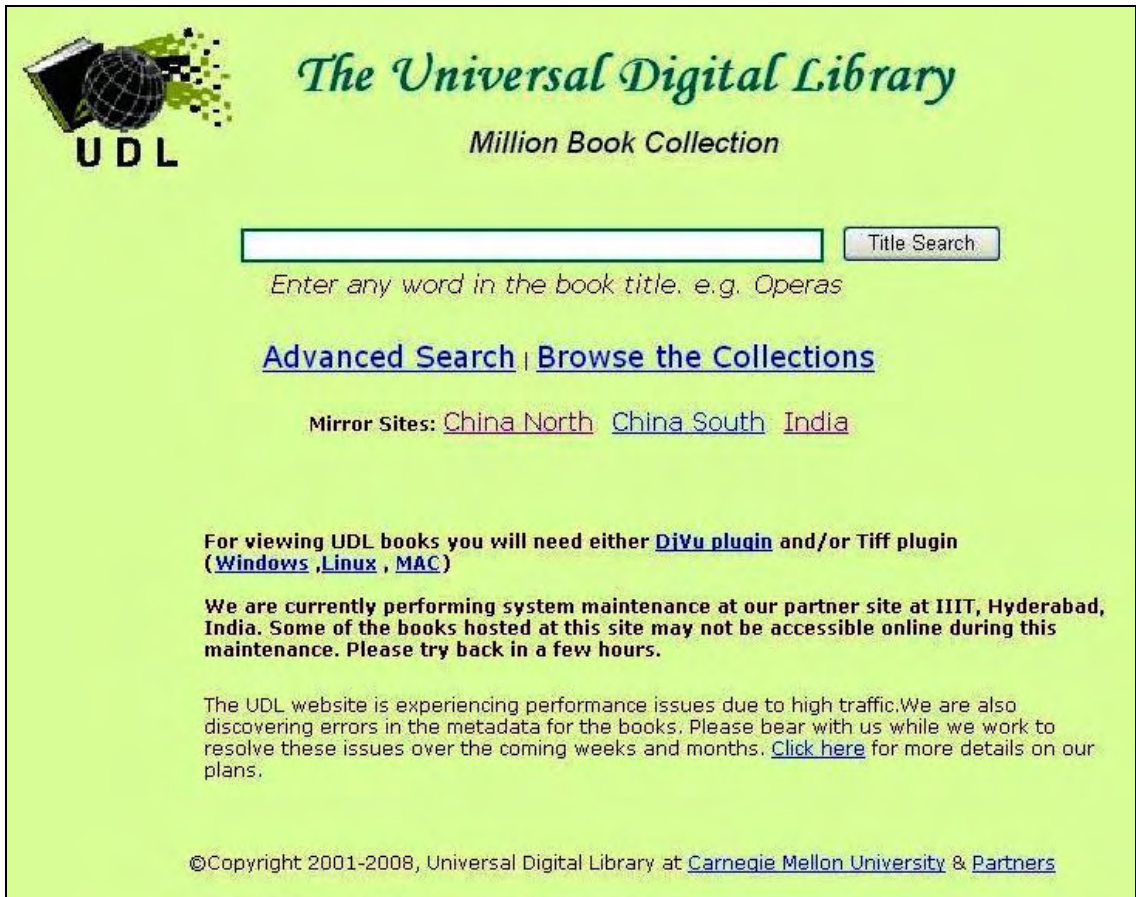 The Universal Digital Library
UDL
Million Book Collection
Title Search
Enter any word in the book title. e.g. Operas
Advanced Search | Browse the Collections
Mirror Sites: China North China South India
For viewing UDL books you will need either DjVu plugin and/or Tiff plugin
(Windows ,Linux , MAC)
We are currently performing system maintenance at our partner site at IIIT, Hyderabad,
India. Some of the books hosted at this site may not be accessible online during this
maintenance. Please try back in a few hours.
The UDL website is experiencing performance issues due to high traffic.We are also
discovering errors in the metadata for the books. Please bear with us while we work to
resolve these issues over the coming weeks and months. Click here for more details on our
plans.
©Copyright 2001-2008, Universal Digital Library at Carnegie Mellon University & Partners